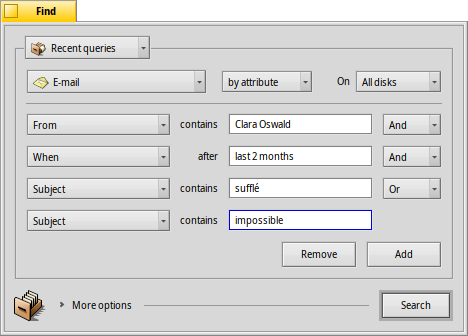 Find
Recent queries
E-mail by attribute On All disks
From contains Clara Oswald And
When after last 2 months And
Subject contains sufflé Or
Subject contains impossible
Remove Add
More options Search